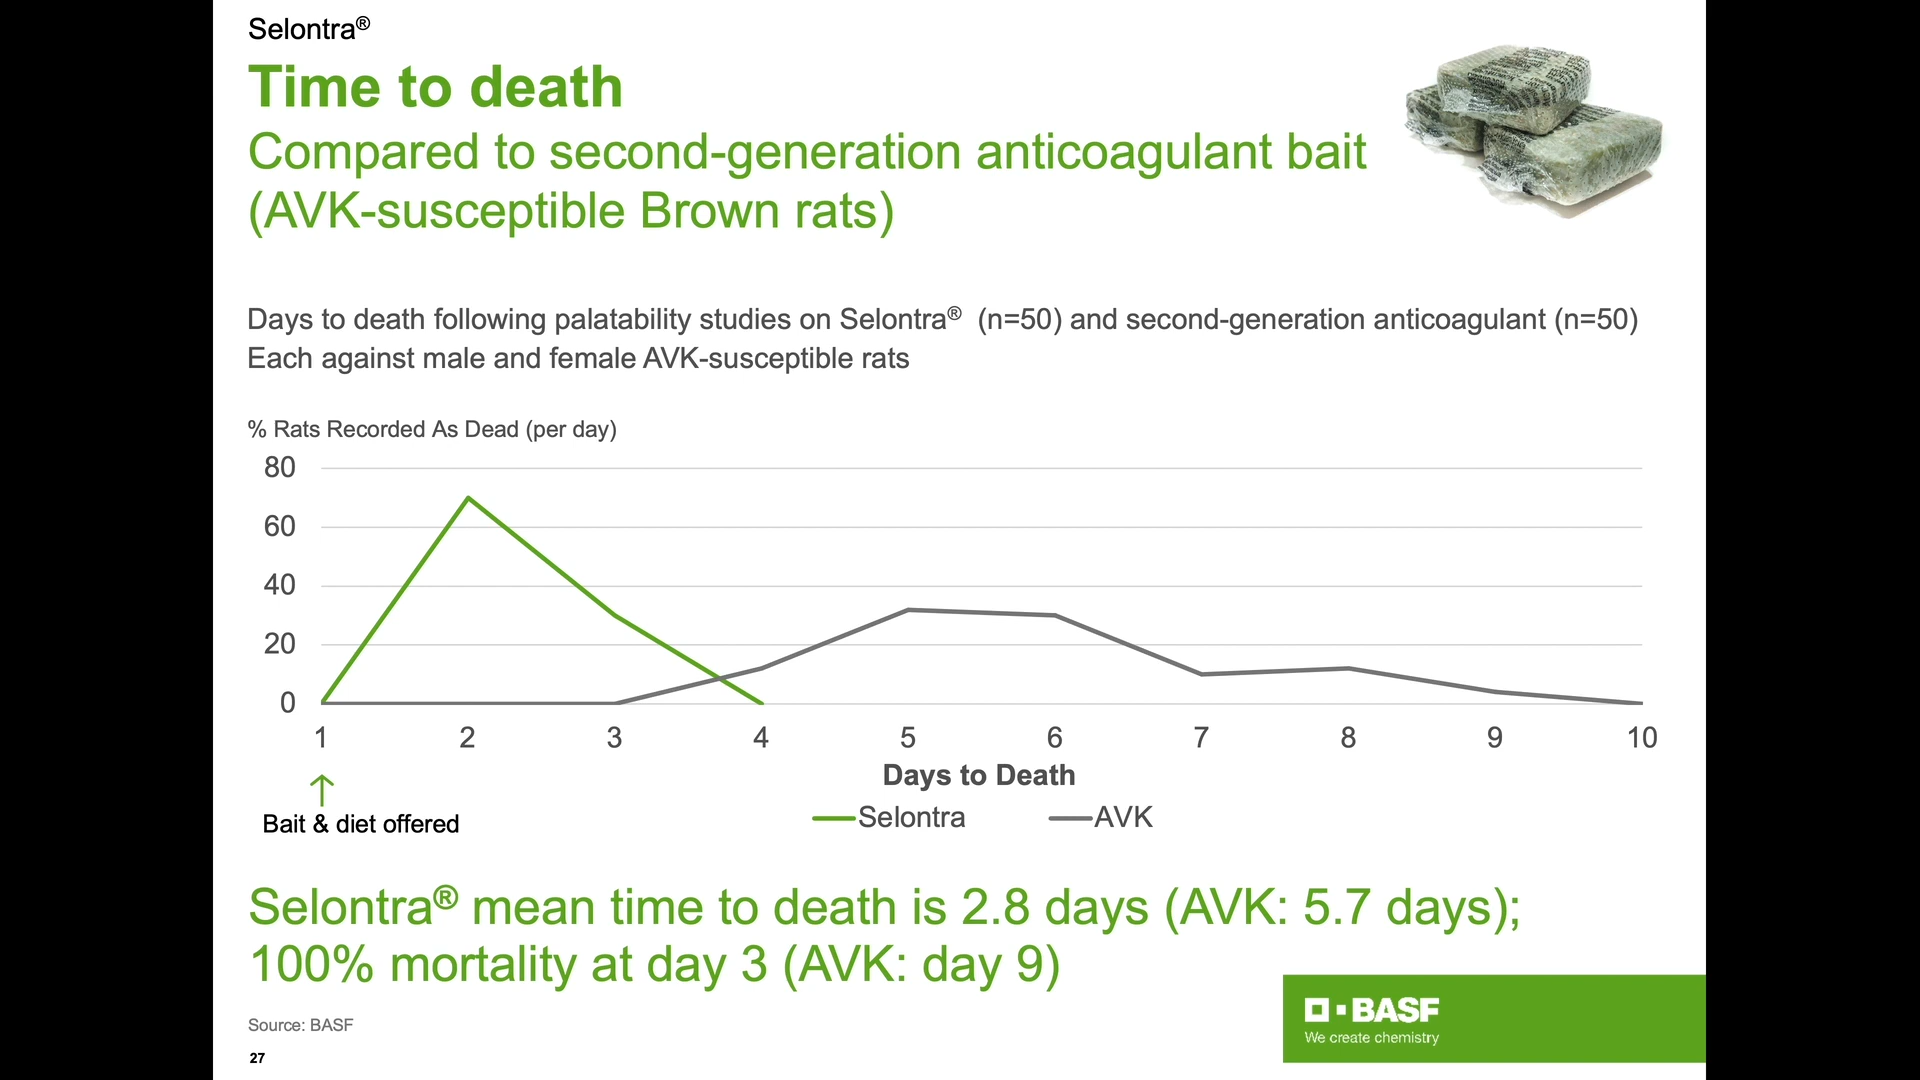 Selontra®
Time to death
Compared to second-generation anticoagulant bait
(AVK-susceptible Brown rats)
Days to death following palatability studies on Selontra® (n=50) and second-generation anticoagulant (n=50)
Each against male and female AVK-susceptible rats
% Rats Recorded As Dead (per day)
80
60
40
20
0
1 2 3 4 5 6 7 8 9 10
Days to Death
Bait & diet offered
Selontra AVK
Selontra® mean time to death is 2.8 days (AVK: 5.7 days);
100% mortality at day 3 (AVK: day 9)
BASF
We create chemistry
Source: BASF
27